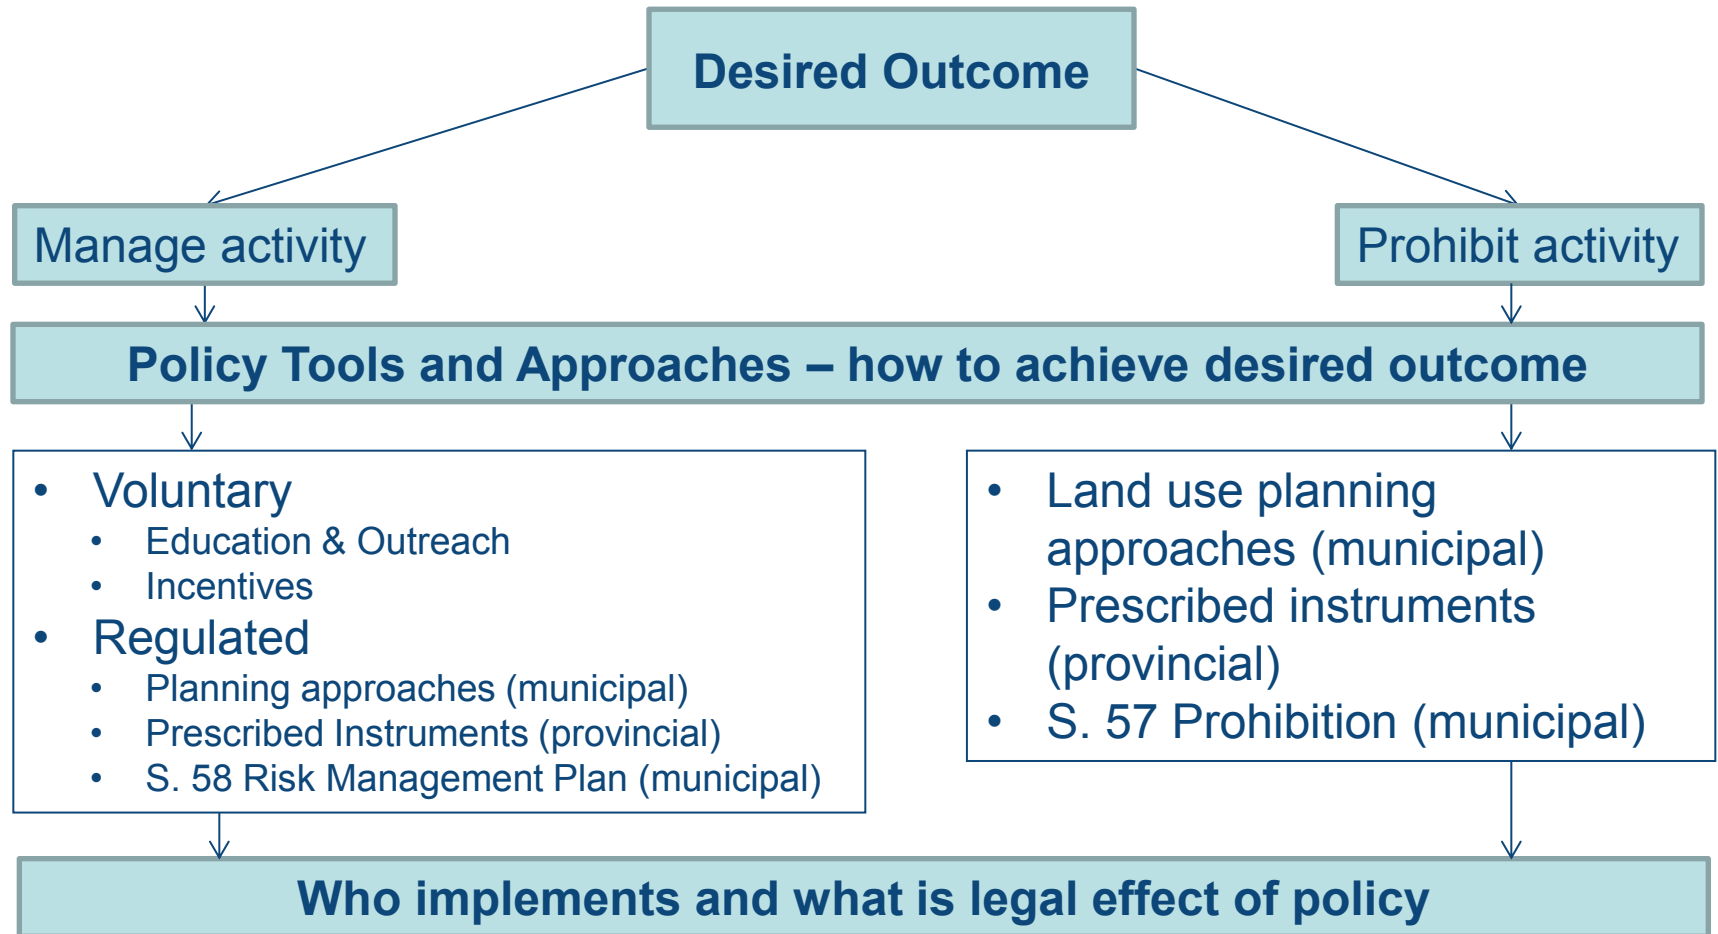 Desired Outcome
Manage activity
Prohibit activity
Policy Tools and Approaches – how to achieve desired outcome
• Voluntary
• Education & Outreach
• Incentives
• Regulated
• Planning approaches (municipal)
• Prescribed Instruments (provincial)
• S. 58 Risk Management Plan (municipal)
• Land use planning
approaches (municipal)
• Prescribed instruments
(provincial)
• S. 57 Prohibition (municipal)
Who implements and what is legal effect of policy